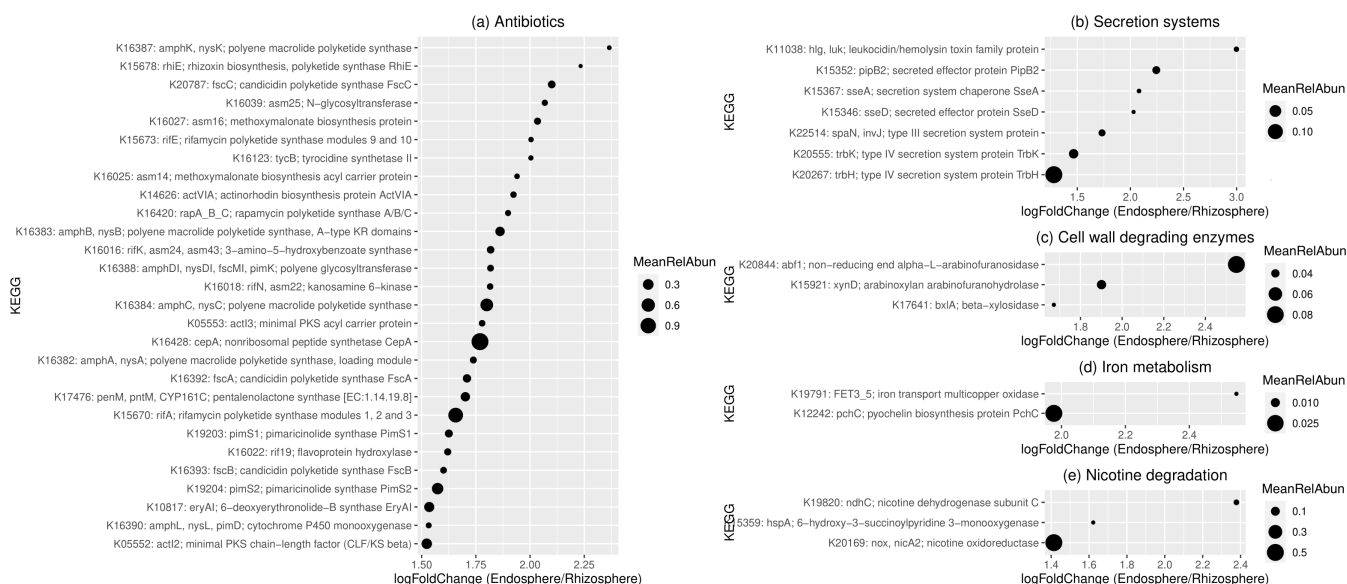 (a) Antibiotics
KEGG
K16387: amphK, nysK; polyene macrolide polyketide synthase
K15678: rhiE; rhizoxin biosynthesis, polyketide synthase RhiE
K20787: fscC; candicidin polyketide synthase FscC
K16039: asm25; N-glycosyltransferase
K16027: asm16; methoxymalonate biosynthesis protein
K15673: rifE; rifamycin polyketide synthase modules 9 and 10
K16123: tycB; tyrocidine synthetase II
K16025: asm14; methoxymalonate biosynthesis acyl carrier protein
K14626: actVIA; actinorhodin biosynthesis protein ActVIA
K16420: rapA_B_C; rapamycin polyketide synthase A/B/C
K16383: amphB, nysB; polyene macrolide polyketide synthase, A-type KR domains
K16016: rifK, asm24, asm43; 3-amino-5-hydroxybenzoate synthase
K16388: amphDI, nysDI, fscMI, pimK; polyene glycosyltransferase
K16018: rifN, asm22; kanosamine 6-kinase
K16384: amphC, nysC; polyene macrolide polyketide synthase
K05553: actI3; minimal PKS acyl carrier protein
K16428: cepA; nonribosomal peptide synthetase CepA
K16382: amphA, nysA; polyene macrolide polyketide synthase, loading module
K16392: fscA; candicidin polyketide synthase FscA
K17476: penM, pntM, CYP161C; pentalenolactone synthase [EC:1.14.19.8]
K15670: rifA; rifamycin polyketide synthase modules 1, 2 and 3
K19203: pimS1; pimaricinolide synthase PimS1
K16022: rif19; flavoprotein hydroxylase
K16393: fscB; candicidin polyketide synthase FscB
K19204: pimS2; pimaricinolide synthase PimS2
K10817: eryAI; 6-deoxyerythronolide-B synthase EryAI
K16390: amphL, nysL, pimD; cytochrome P450 monooxygenase
K05552: actI2; minimal PKS chain-length factor (CLF/KS beta)
1.50 1.75 2.00 2.25
logFoldChange (Endosphere/Rhizosphere)
MeanRelAbun
0.3
0.6
0.9
(b) Secretion systems
KEGG
K11038: hlg, luk; leukocidin/hemolysin toxin family protein
K15352: pipB2; secreted effector protein PipB2
K15367: sseA; secretion system chaperone SseA
K15346: sseD; secreted effector protein SseD
K22514: spaN, invJ; type III secretion system protein
K20555: trbK; type IV secretion system protein TrbK
K20267: trbH; type IV secretion system protein TrbH
1.5 2.0 2.5 3.0
logFoldChange (Endosphere/Rhizosphere)
MeanRelAbun
0.05
0.10
(c) Cell wall degrading enzymes
KEGG
K20844: abf1; non-reducing end alpha-L-arabinofuranosidase
K15921: xynD; arabinoxylan arabinofuranohydrolase
K17641: bxlA; beta-xylosidase
1.8 2.0 2.2 2.4
logFoldChange (Endosphere/Rhizosphere)
MeanRelAbun
0.04
0.06
0.08
(d) Iron metabolism
KEGG
K19791: FET3_5; iron transport multicopper oxidase
K12242: pchC; pyochelin biosynthesis protein PchC
2.0 2.2 2.4
logFoldChange (Endosphere/Rhizosphere)
MeanRelAbun
0.010
0.025
(e) Nicotine degradation
KEGG
K19820: ndhC; nicotine dehydrogenase subunit C
5359: hspA; 6-hydroxy-3-succinoylpyridine 3-monooxygenase
K20169: nox, nicA2; nicotine oxidoreductase
1.4 1.6 1.8 2.0 2.2 2.4
logFoldChange (Endosphere/Rhizosphere)
MeanRelAbun
0.1
0.3
0.5